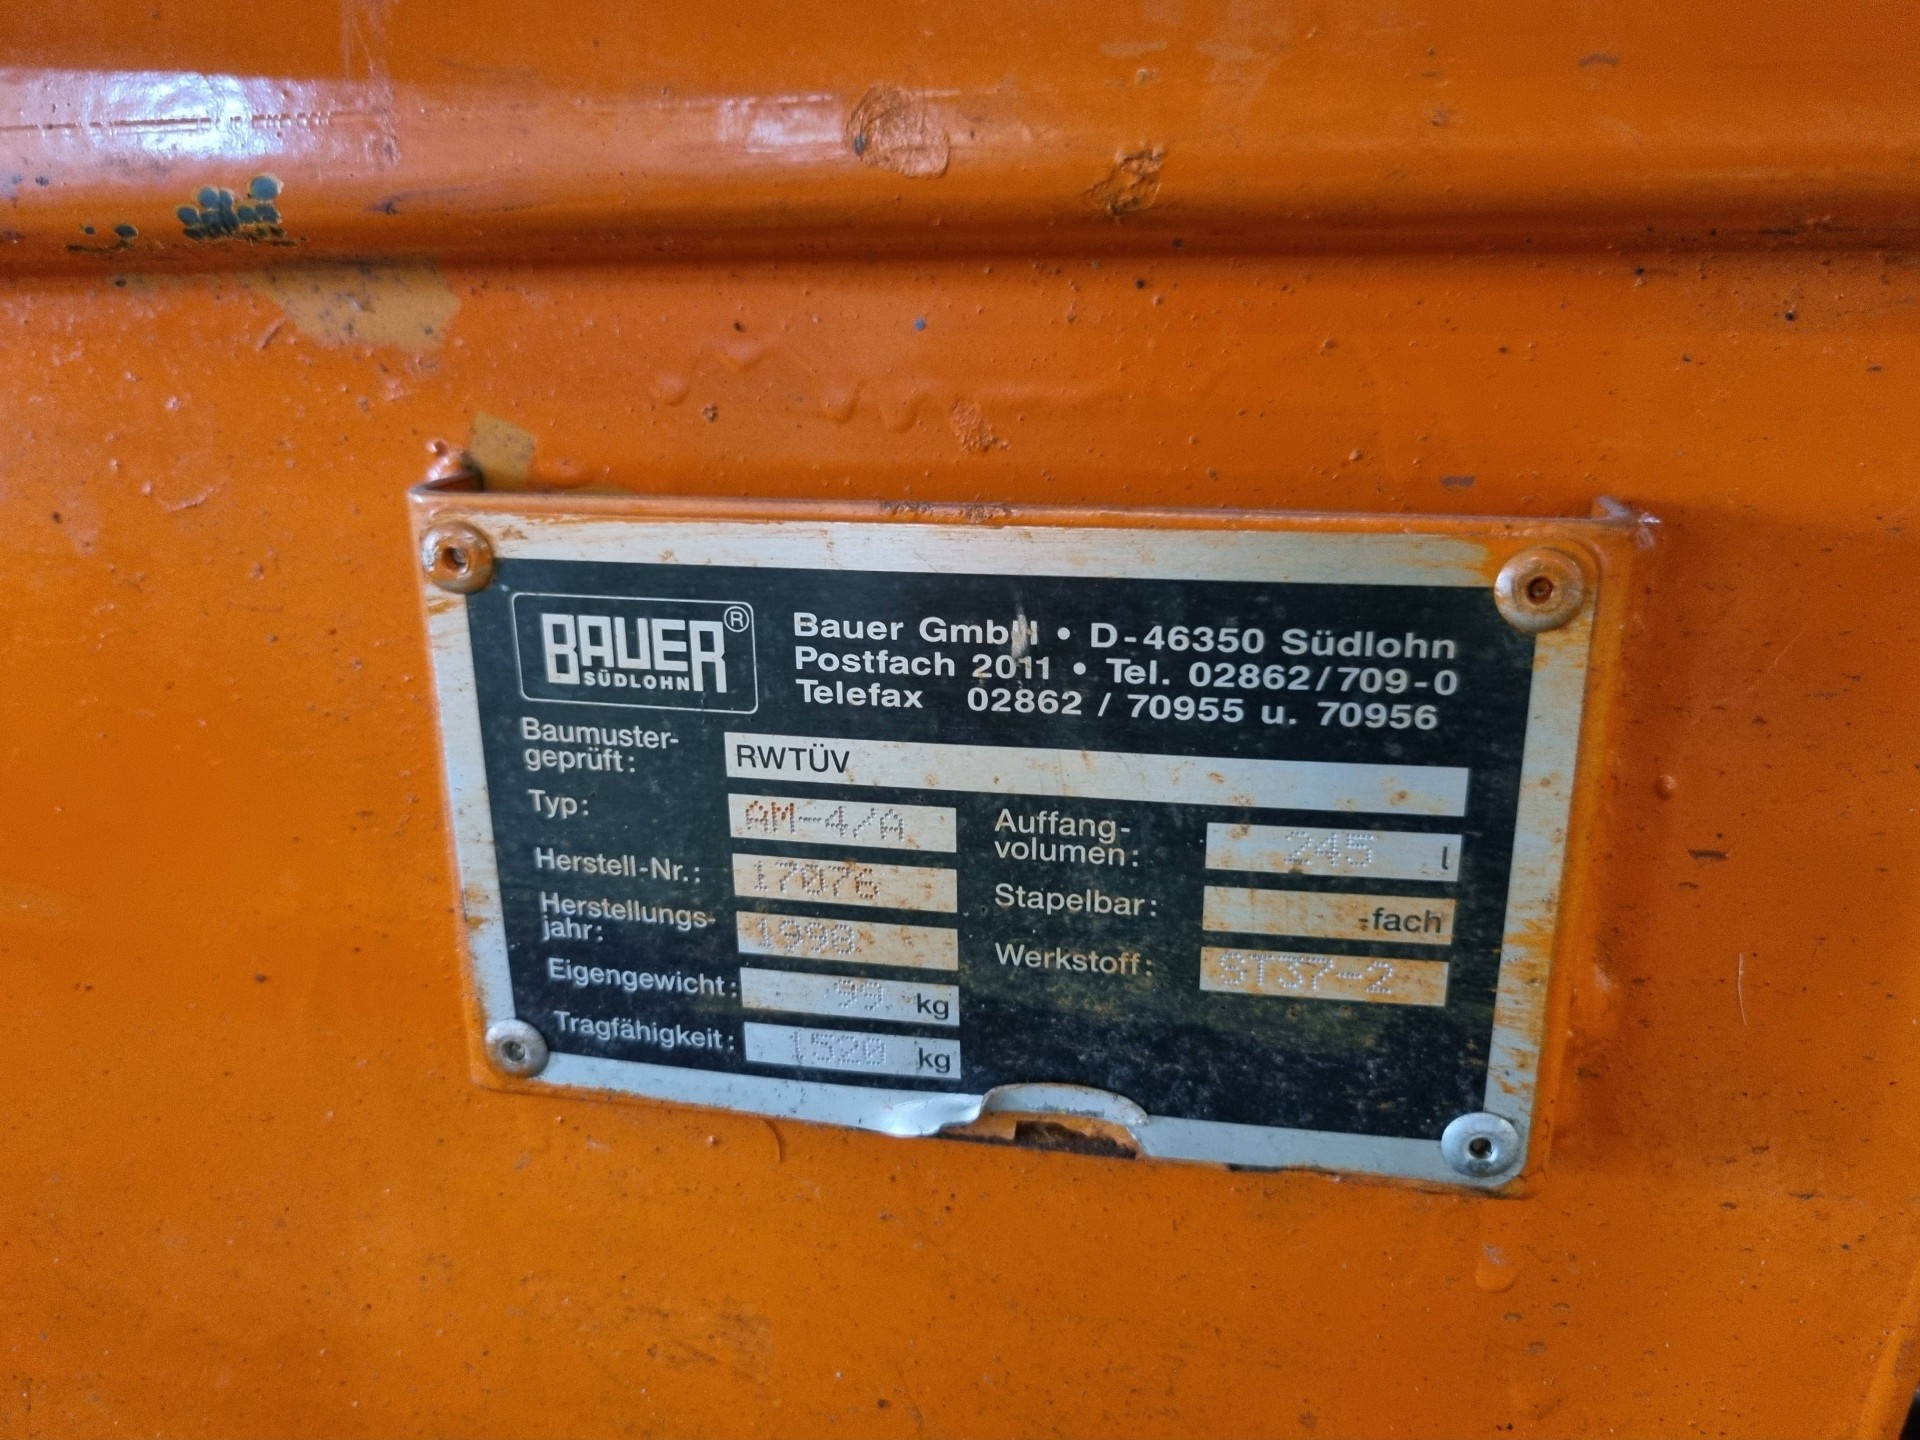 BAUER®
SÜDLOHN
Bauer GmbH • D-46350 Südlohn
Postfach 2011 • Tel. 02862/709-0
Telefax 02862 / 70955 u. 70956
Baumuster-
geprüft: RWTÜV
Typ: AM-4/A
Herstell-Nr.: 17076
Herstellungs-
jahr: 1998
Eigengewicht: 99 kg
Tragfähigkeit: 1520 kg
Auffang-
volumen: 245 l
Stapelbar: -fach
Werkstoff: ST37-2